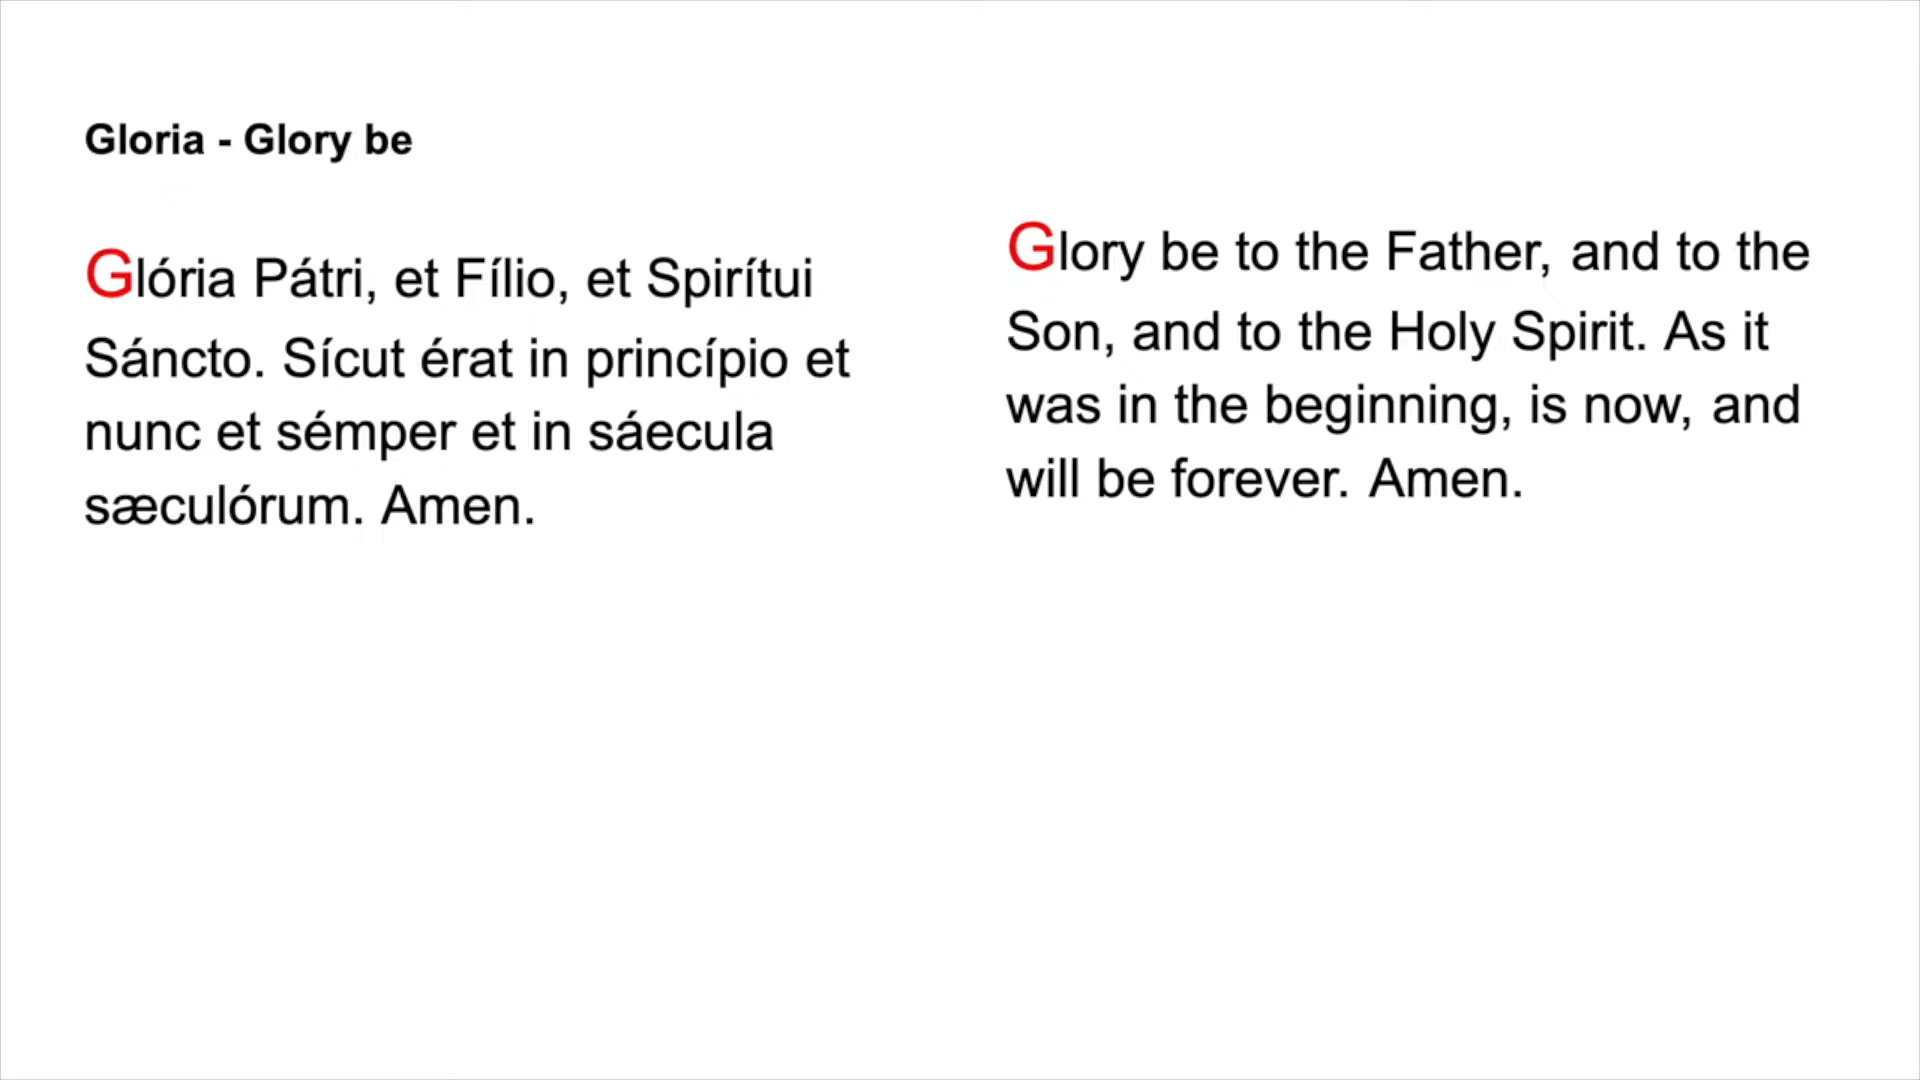 Gloria - Glory be
Glória Pátri, et Fílio, et Spirítui
Sáncto. Sícut érat in princípio et
nunc et sémper et in sáecula
sæculórum. Amen.
Glory be to the Father, and to the
Son, and to the Holy Spirit. As it
was in the beginning, is now, and
will be forever. Amen.